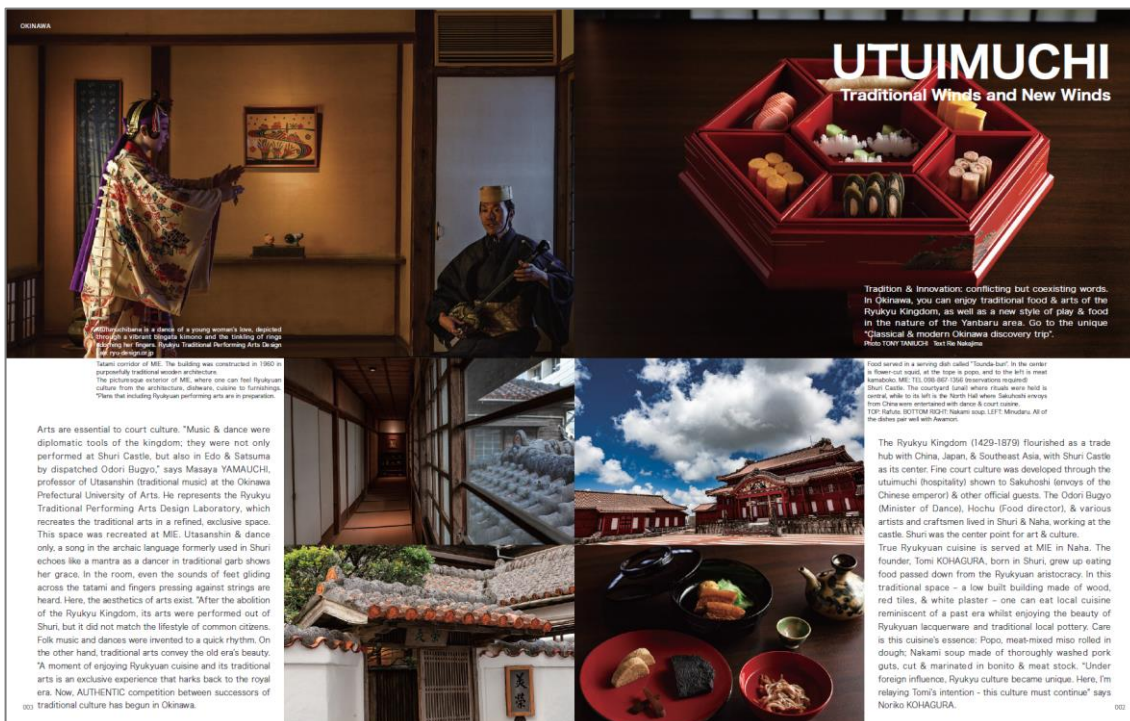 OKINAWA
UTUIMUCHI
Traditional Winds and New Winds
Tradition & Innovation: conflicting but coexisting words.
In Okinawa, you can enjoy traditional food & arts of the
Ryukyu Kingdom, as well as a new style of play & food
in the nature of the Yanbaru area. Go to the unique
"Classical & modern Okinawa discovery trip".
Photo TONY TANIUCHI Text Rie Nakajima
Food served in a serving dish called "Tounda-bun". In the center
is flower-cut squid, at the tope is popo, and to the left is meat
kamaboko. MIE: TEL 098-867-1356 (reservations required)
Shuri Castle. The courtyard (una) where rituals were held is
central, while to its left is the North Hall where Sakuhoshi envoys
from China were entertained with dance & court cuisine.
TOP: Rafute. BOTTOM RIGHT: Nakami soup. LEFT: Minudaru. All of
the dishes pair well with Awamori.
The Ryukyu Kingdom (1429-1879) flourished as a trade
hub with China, Japan, & Southeast Asia, with Shuri Castle
as its center. Fine court culture was developed through the
utuimuchi (hospitality) shown to Sakuhoshi (envoys of the
Chinese emperor) & other official guests. The Odori Bugyo
(Minister of Dance), Hochu (Food director), & various
artists and craftsmen lived in Shuri & Naha, working at the
castle. Shuri was the center point for art & culture.
True Ryukyuan cuisine is served at MIE in Naha. The
founder, Tomi KOHAGURA, born in Shuri, grew up eating
food passed down from the Ryukyuan aristocracy. In this
traditional space – a low built building made of wood,
red tiles, & white plaster – one can eat local cuisine
reminiscent of a past era whilst enjoying the beauty of
Ryukyuan lacquerware and traditional local pottery. Care
is this cuisine's essence: Popo, meat-mixed miso rolled in
dough; Nakami soup made of thoroughly washed pork
guts, cut & marinated in bonito & meat stock. "Under
foreign influence, Ryukyu culture became unique. Here, I'm
relaying Tomi's intention - this culture must continue" says
Noriko KOHAGURA.
002
is a dance of a young woman's love, depicted
through a vibrant bingata kimono and the tinkling of rings
adorning her fingers. Ryukyu Traditional Performing Arts Design
Lab. ryu-design.or.jp
Tatami corridor of MIE. The building was constructed in 1960 in
purposefully traditional wooden architecture.
The picturesque exterior of MIE, where one can feel Ryukyuan
culture from the architecture, dishware, cuisine to furnishings.
*Plans that including Ryukyuan performing arts are in preparation.
Arts are essential to court culture. "Music & dance were
diplomatic tools of the kingdom; they were not only
performed at Shuri Castle, but also in Edo & Satsuma
by dispatched Odori Bugyo," says Masaya YAMAUCHI,
professor of Utasanshin (traditional music) at the Okinawa
Prefectural University of Arts. He represents the Ryukyu
Traditional Performing Arts Design Laboratory, which
recreates the traditional arts in a refined, exclusive space.
This space was recreated at MIE. Utasanshin & dance
only, a song in the archaic language formerly used in Shuri
echoes like a mantra as a dancer in traditional garb shows
her grace. In the room, even the sounds of feet gliding
across the tatami and fingers pressing against strings are
heard. Here, the aesthetics of arts exist. "After the abolition
of the Ryukyu Kingdom, its arts were performed out of
Shuri, but it did not match the lifestyle of common citizens.
Folk music and dances were invented to a quick rhythm. On
the other hand, traditional arts convey the old era's beauty.
"A moment of enjoying Ryukyuan cuisine and its traditional
arts is an exclusive experience that harks back to the royal
era. Now, AUTHENTIC competition between successors of
traditional culture has begun in Okinawa.
003
美榮